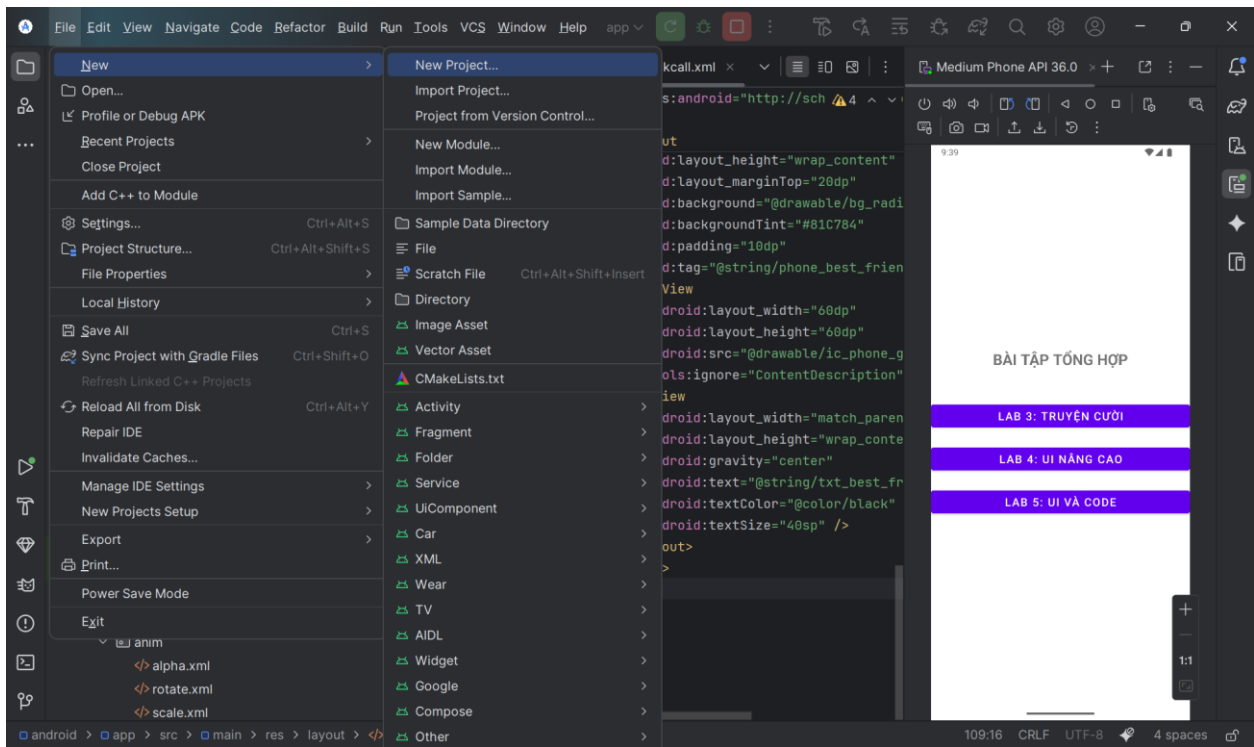 File Edit View Navigate Code Refactor Build Run Tools VCS Window Help app
New
Open...
Profile or Debug APK
Recent Projects
Close Project
Add C++ to Module
Settings... Ctrl+Alt+S
Project Structure... Ctrl+Alt+Shift+S
File Properties
Local History
Save All Ctrl+S
Sync Project with Gradle Files Ctrl+Shift+O
Refresh Linked C++ Projects
Reload All from Disk Ctrl+Alt+Y
Repair IDE
Invalidate Caches...
Manage IDE Settings
New Projects Setup
Export
Print...
Power Save Mode
Exit
anim
alpha.xml
rotate.xml
scale.xml
New Project...
Import Project...
Project from Version Control...
New Module...
Import Module...
Import Sample...
Sample Data Directory
File
Scratch File Ctrl+Alt+Shift+Insert
Directory
Image Asset
Vector Asset
CMakeLists.txt
Activity
Fragment
Folder
Service
UiComponent
Car
XML
Wear
TV
AIDL
Widget
Google
Compose
Other
kcall.xml
s:android="http://sch 4
ut
d:layout_height="wrap_content"
d:layout_marginTop="20dp"
d:background="@drawable/bg_radi
d:backgroundTint="#81C784"
d:padding="10dp"
d:tag="@string/phone_best_frien
View
droid:layout_width="60dp"
droid:layout_height="60dp"
droid:src="@drawable/ic_phone_g
ols:ignore="ContentDescription"
iew
droid:layout_width="match_paren
droid:layout_height="wrap_conte
droid:gravity="center"
droid:text="@string/txt_best_fr
droid:textColor="@color/black"
droid:textSize="40sp" />
out>
>
Medium Phone API 36.0
9:39
BÀI TẬP TỔNG HỢP
LAB 3: TRUYỆN CƯỜI
LAB 4: UI NÂNG CAO
LAB 5: UI VÀ CODE
1:1
android > app > src > main > res > layout >
109:16 CRLF UTF-8 4 spaces